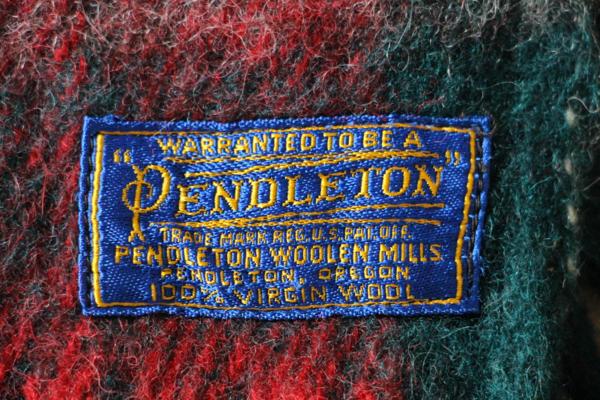 WARRANTED TO BE A
"PENDLETON"
TRADE MARK REG. U.S. PAT. OFF.
PENDLETON WOOLEN MILLS
PENDLETON, OREGON
100% VIRGIN WOOL